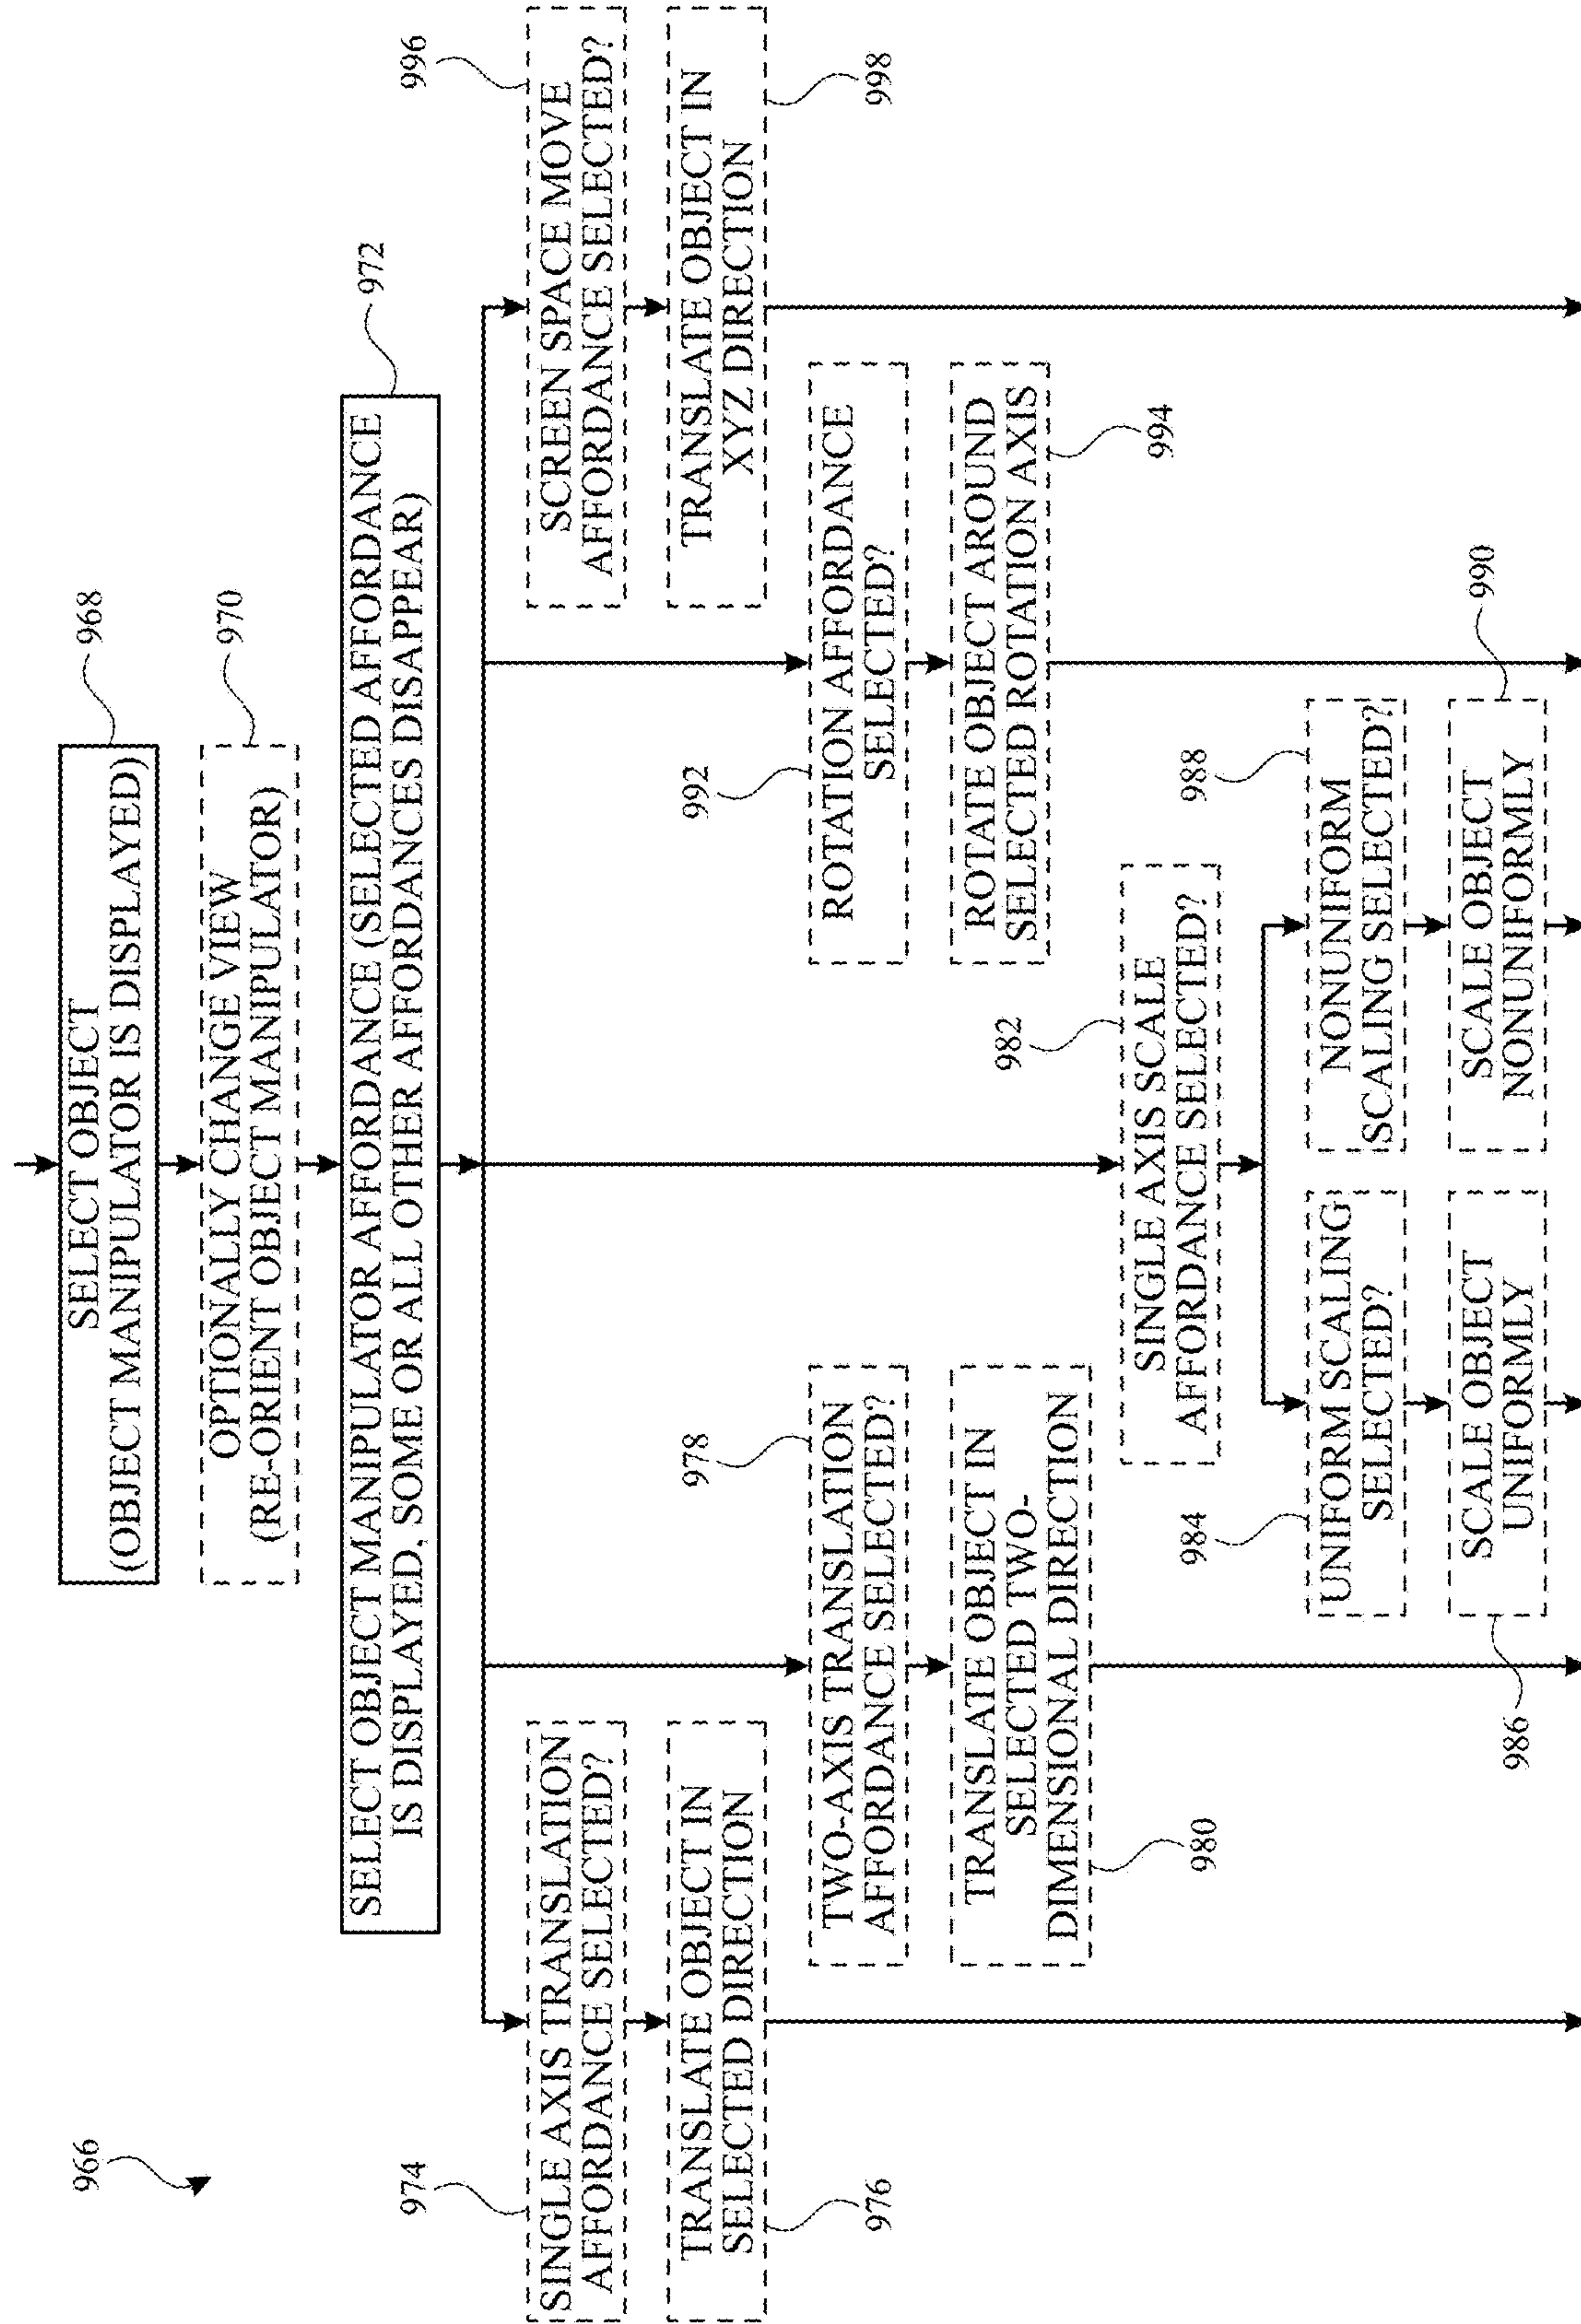 966
SELECT OBJECT
(OBJECT MANIPULATOR IS DISPLAYED)
968
OPTIONALLY CHANGE VIEW
(RE-ORIENT OBJECT MANIPULATOR)
970
SELECT OBJECT MANIPULATOR AFFORDANCE (SELECTED AFFORDANCE
IS DISPLAYED, SOME OR ALL OTHER AFFORDANCES DISAPPEAR)
972
974
SINGLE AXIS TRANSLATION
AFFORDANCE SELECTED?
TRANSLATE OBJECT IN
SELECTED DIRECTION
976
978
TWO-AXIS TRANSLATION
AFFORDANCE SELECTED?
TRANSLATE OBJECT IN
SELECTED TWO-
DIMENSIONAL DIRECTION
980
982
SINGLE AXIS SCALE
AFFORDANCE SELECTED?
984
UNIFORM SCALING
SELECTED?
SCALE OBJECT
UNIFORMLY
986
988
NONUNIFORM
SCALING SELECTED?
SCALE OBJECT
NONUNIFORMLY
990
992
ROTATION AFFORDANCE
SELECTED?
ROTATE OBJECT AROUND
SELECTED ROTATION AXIS
994
996
SCREEN SPACE MOVE
AFFORDANCE SELECTED?
TRANSLATE OBJECT IN
XYZ DIRECTION
998